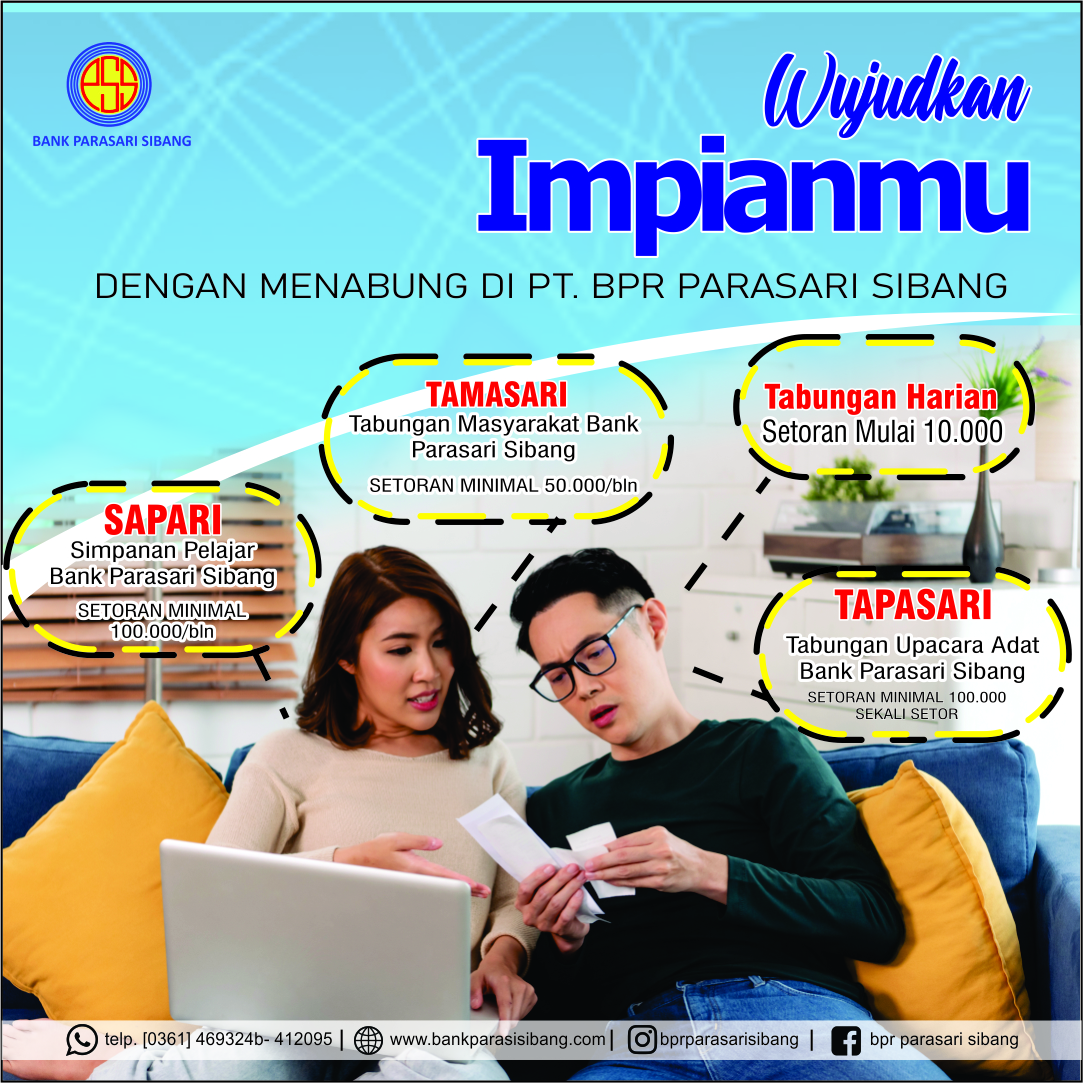 PSS
BANK PARASARI SIBANG
Wujudkan
Impianmu
DENGAN MENABUNG DI PT. BPR PARASARI SIBANG
TAMASARI
Tabungan Masyarakat Bank
Parasari Sibang
SETORAN MINIMAL 50.000/bln
Tabungan Harian
Setoran Mulai 10.000
SAPARI
Simpanan Pelajar
Bank Parasari Sibang
SETORAN MINIMAL
100.000/bln
TAPASARI
Tabungan Upacara Adat
Bank Parasari Sibang
SETORAN MINIMAL 100.000
SEKALI SETOR
telp. [0361] 469324b- 412095 | www.bankparasisibang.com | bprparasarisibang | bpr parasari sibang